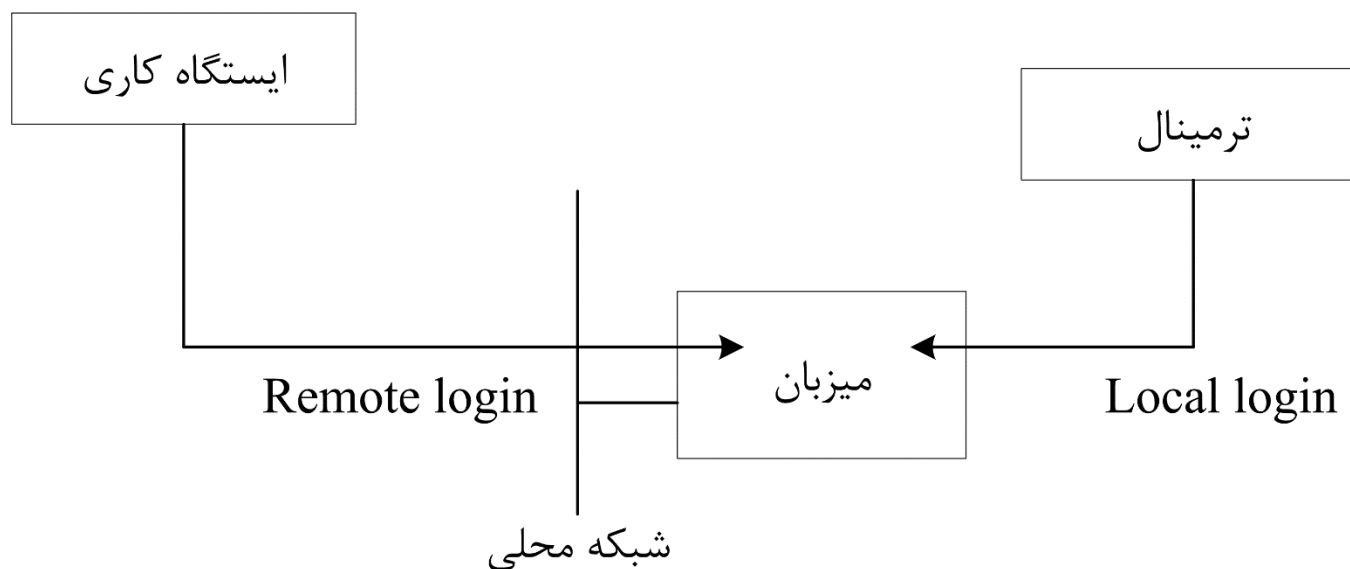 ایستگاه کاری
ترمینال
میزبان
Remote login
Local login
شبکه محلی